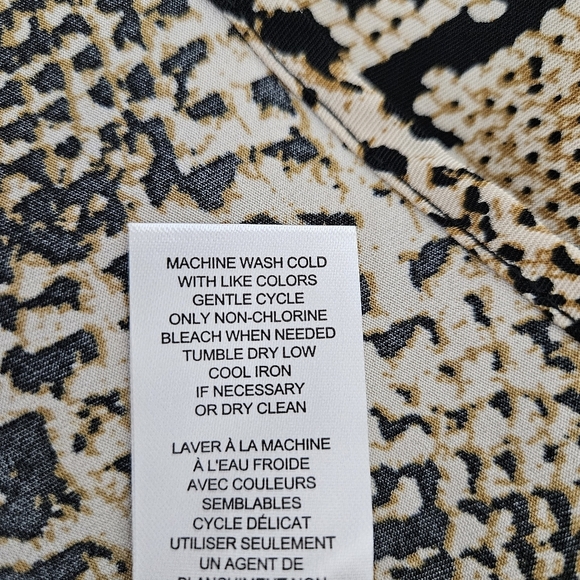 MACHINE WASH COLD
WITH LIKE COLORS
GENTLE CYCLE
ONLY NON-CHLORINE
BLEACH WHEN NEEDED
TUMBLE DRY LOW
COOL IRON
IF NECESSARY
OR DRY CLEAN
LAVER À LA MACHINE
À L'EAU FROIDE
AVEC COULEURS
SEMBLABLES
CYCLE DÉLICAT
UTILISER SEULEMENT
UN AGENT DE
BLANCHIMENT NON